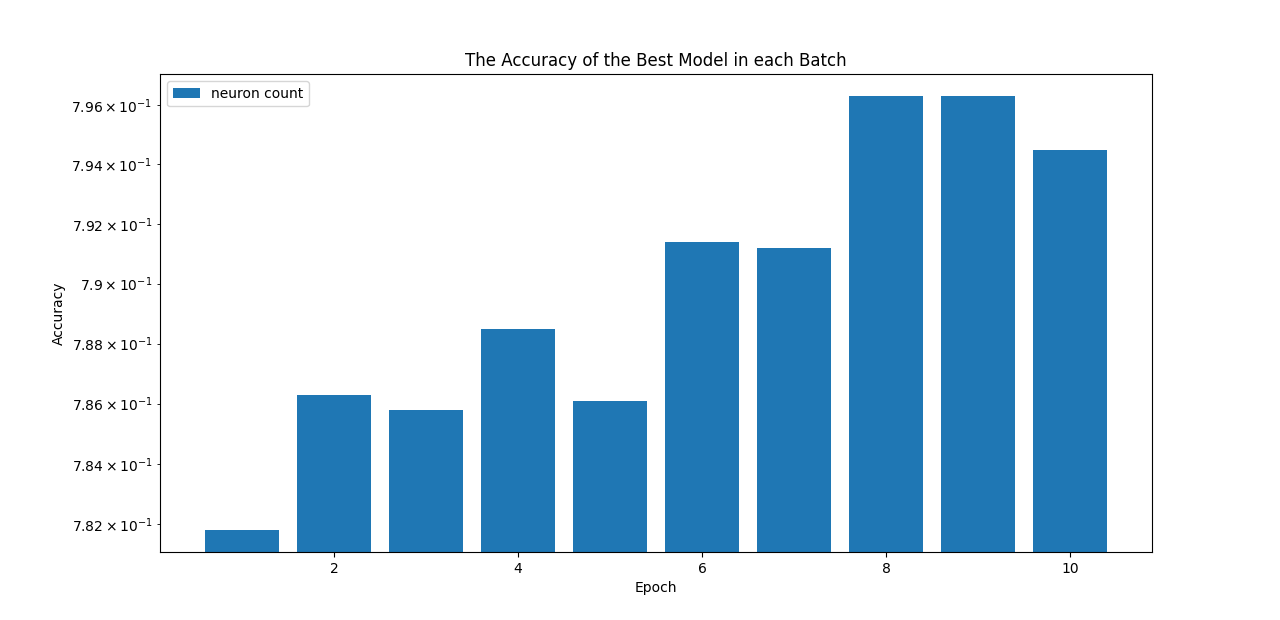 The Accuracy of the Best Model in each Batch
neuron count
7.96 × 10⁻¹
7.94 × 10⁻¹
7.92 × 10⁻¹
7.9 × 10⁻¹
7.88 × 10⁻¹
7.86 × 10⁻¹
7.84 × 10⁻¹
7.82 × 10⁻¹
Accuracy
2 4 6 8 10
Epoch